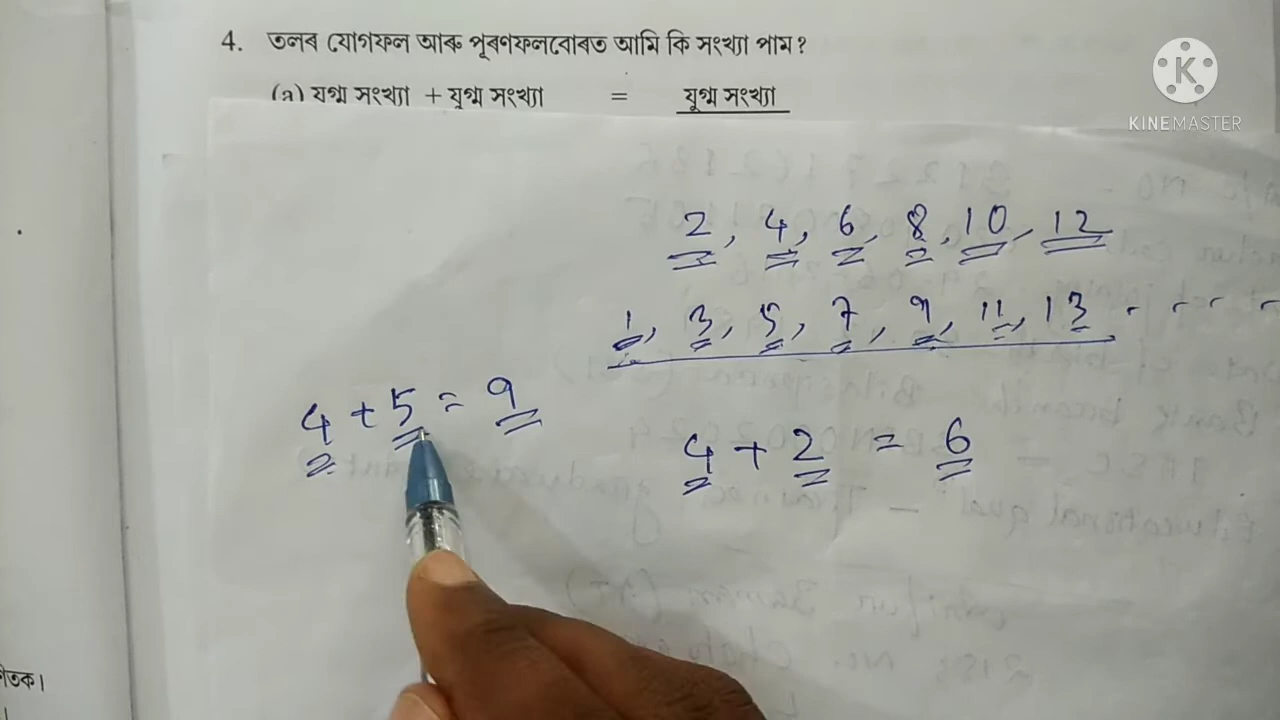 4. তলৰ যোগফল আৰু পূৰণফলবোৰত আমি কি সংখ্যা পাম?
(a) যুগ্ম সংখ্যা + যুগ্ম সংখ্যা = যুগ্ম সংখ্যা
KINEMASTER
2, 4, 6, 8, 10, 12
1, 3, 5, 7, 9, 11, 13 - - - -
4 + 5 = 9
4 + 2 = 6